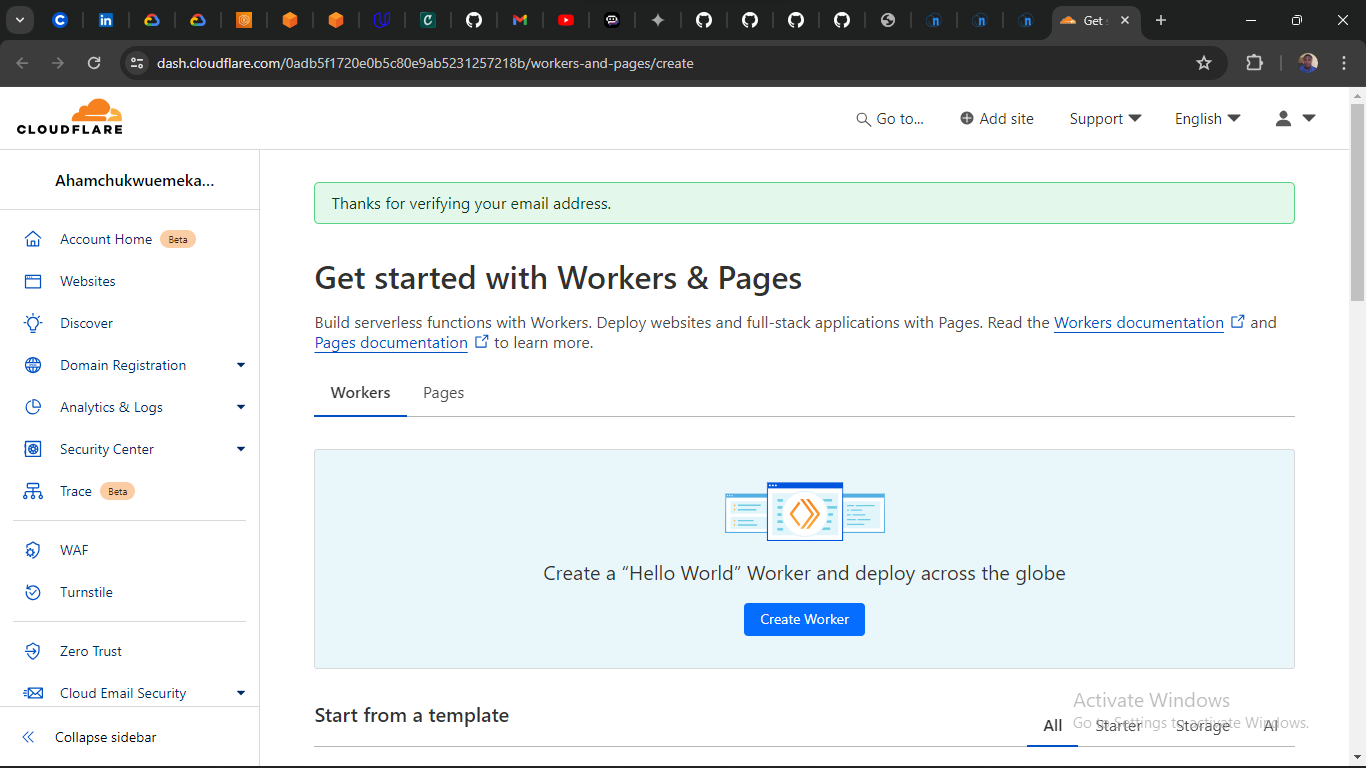 Get
dash.cloudflare.com/0adb5f1720e0b5c80e9ab5231257218b/workers-and-pages/create
CLOUDFLARE
Go to...
Add site
Support
English
Ahamchukwuemeka...
Account Home Beta
Websites
Discover
Domain Registration
Analytics & Logs
Security Center
Trace Beta
WAF
Turnstile
Zero Trust
Cloud Email Security
Collapse sidebar
Thanks for verifying your email address.
Get started with Workers & Pages
Build serverless functions with Workers. Deploy websites and full-stack applications with Pages. Read the Workers documentation and
Pages documentation to learn more.
Workers Pages
Create a “Hello World” Worker and deploy across the globe
Create Worker
Start from a template
All Starter Storage AI
Activate Windows
Go to Settings to activate Windows.